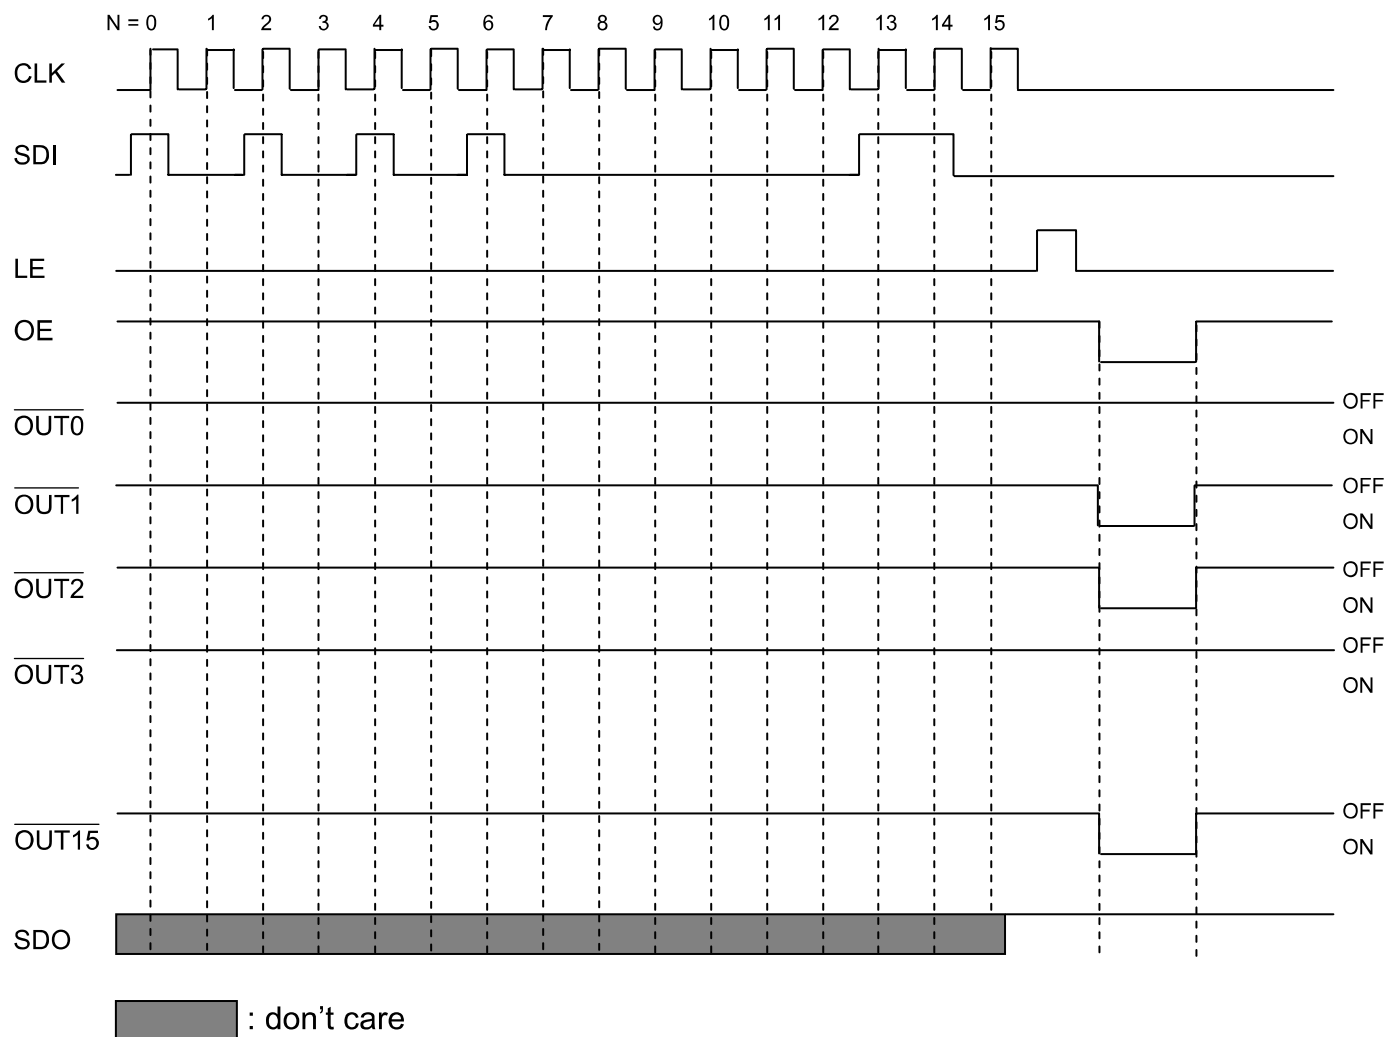 N = 0 1 2 3 4 5 6 7 8 9 10 11 12 13 14 15
CLK
SDI
LE
OE
OUT0
OFF
ON
OUT1
OFF
ON
OUT2
OFF
ON
OUT3
OFF
ON
OUT15
OFF
ON
SDO
: don't care